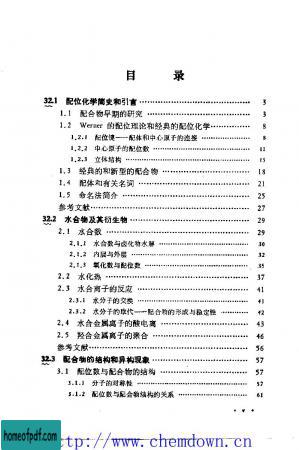 目 录
32.1 配位化学简史和引言 3
1.1 配合物早期的研究 3
1.2 Werner 的配位理论和经典的配位化学 8
1.2.1 配位键——配体和中心原子的连接 8
1.2.2 中心原子的配位数 11
1.2.3 立体结构 15
1.3 经典的和新型的配合物 18
1.4 配体和有关名词 21
1.5 命名法简介 25
参考文献 27
32.2 水合物及其衍生物 29
2.1 水合数 29
2.1.1 水合数与卤化物水解 30
2.1.2 内层与外层 32
2.1.3 氧化数与配位数 35
2.2 水化热 37
2.3 水合离子的反应 41
2.3.1 水分子的交换 41
2.3.2 水分子的取代——配合物的形成与稳定性 42
2.4 水合金属离子的酸电离 43
2.5 羟合金属离子的聚合 46
参考文献 56
32.3 配合物的结构和异构现象 57
3.1 配位数与配合物的结构 57
3.1.1 分子的对称性 57
3.1.2 配位数与配合物结构的关系 61
homeofpdf.com
http://www.chemdown.cn